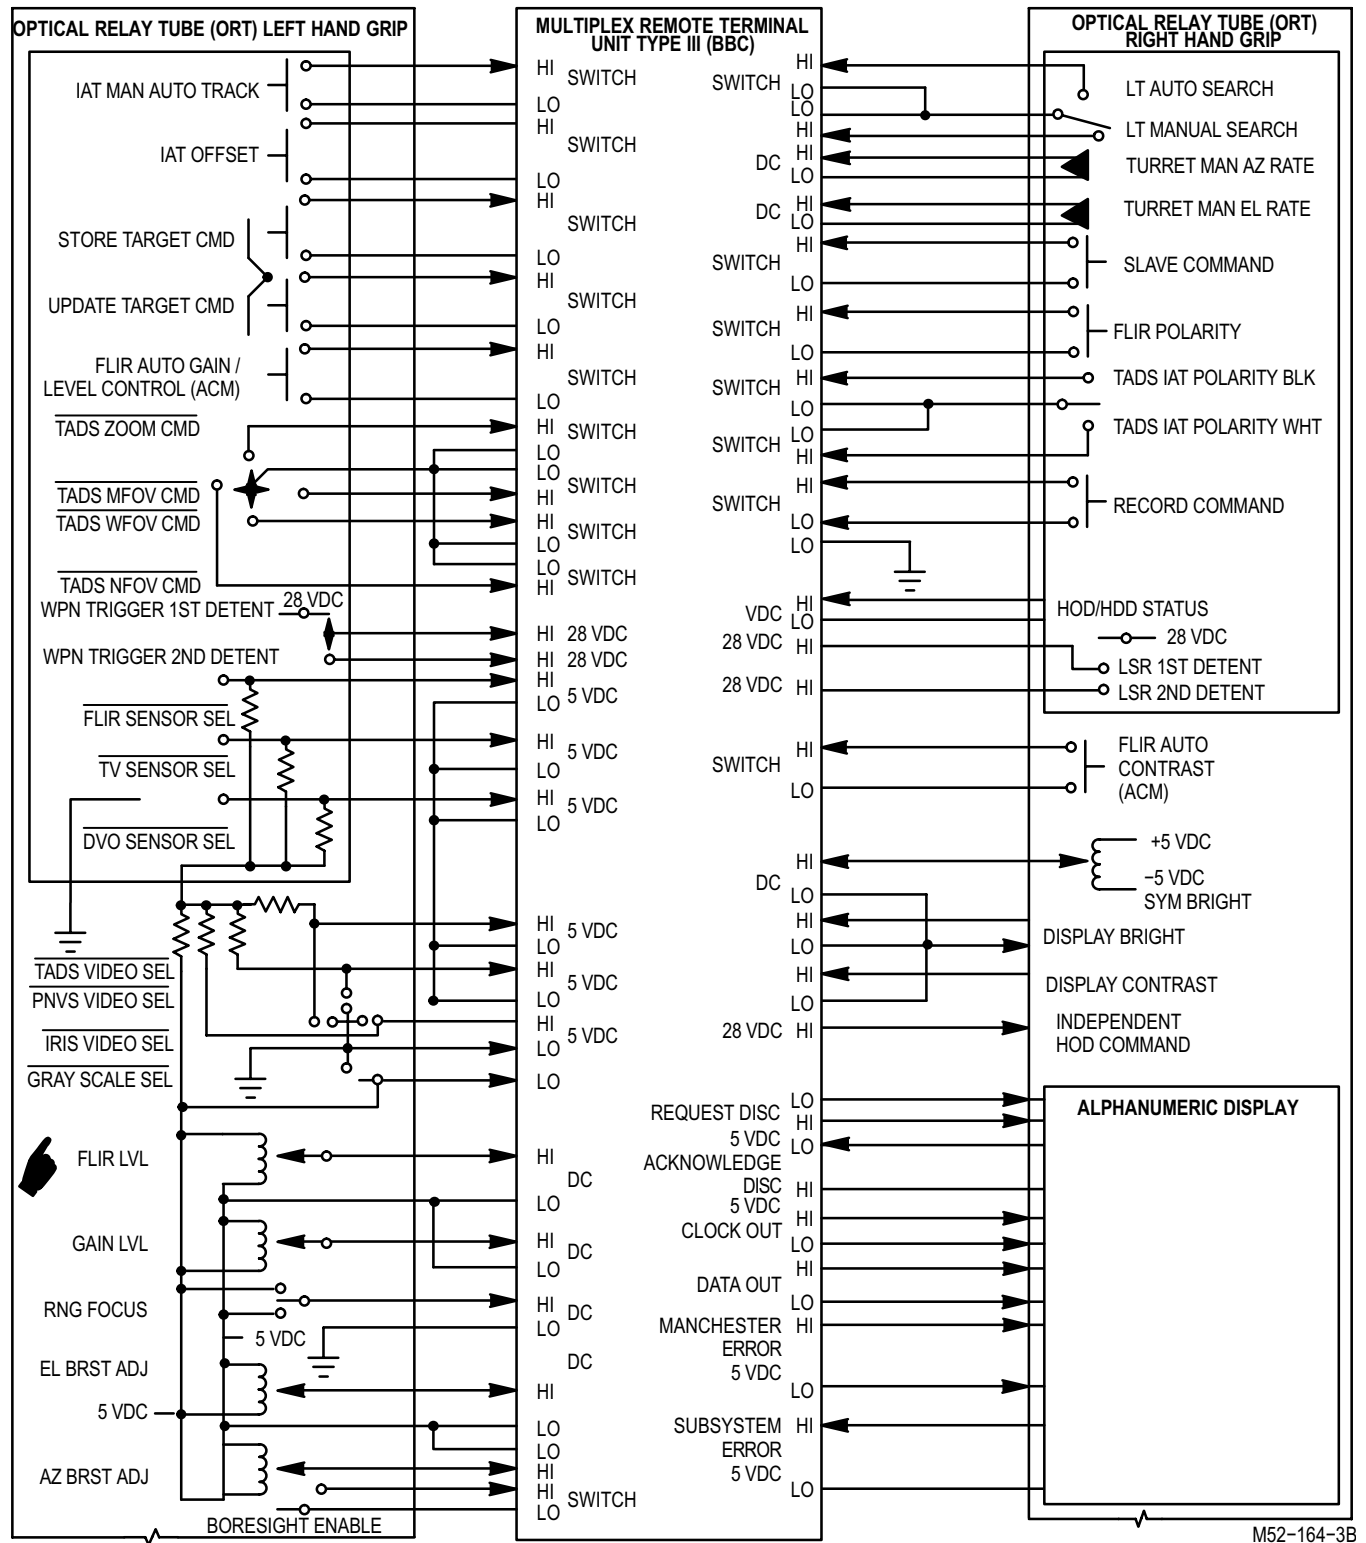 OPTICAL RELAY TUBE (ORT) LEFT HAND GRIP
IAT MAN AUTO TRACK
IAT OFFSET
STORE TARGET CMD
UPDATE TARGET CMD
FLIR AUTO GAIN /
LEVEL CONTROL (ACM)
TADS ZOOM CMD
TADS MFOV CMD
TADS WFOV CMD
TADS NFOV CMD
WPN TRIGGER 1ST DETENT
28 VDC
WPN TRIGGER 2ND DETENT
FLIR SENSOR SEL
TV SENSOR SEL
DVO SENSOR SEL
TADS VIDEO SEL
PNVS VIDEO SEL
IRIS VIDEO SEL
GRAY SCALE SEL
FLIR LVL
GAIN LVL
RNG FOCUS
5 VDC
EL BRST ADJ
5 VDC
AZ BRST ADJ
BORESIGHT ENABLE
MULTIPLEX REMOTE TERMINAL
UNIT TYPE III (BBC)
HI
SWITCH
LO
HI
SWITCH
LO
HI
SWITCH
LO
HI
SWITCH
LO
HI
SWITCH
LO
HI
SWITCH
LO
LO
SWITCH
HI
HI
SWITCH
LO
LO
SWITCH
HI
HI 28 VDC
HI 28 VDC
HI
5 VDC
LO
HI
5 VDC
LO
HI
5 VDC
LO
HI
5 VDC
LO
HI
5 VDC
LO
HI
5 VDC
LO
LO
HI
DC
LO
HI
DC
LO
HI
DC
LO
DC
HI
LO
LO
HI
HI
SWITCH
LO
HI
SWITCH
LO
LO
HI
HI
DC
LO
HI
DC
LO
HI
SWITCH
LO
HI
SWITCH
LO
HI
SWITCH
LO
LO
SWITCH
HI
HI
SWITCH
LO
LO
HI
VDC
LO
28 VDC HI
28 VDC HI
HI
SWITCH
LO
HI
DC
LO
HI
LO
HI
LO
28 VDC HI
LO
REQUEST DISC
HI
5 VDC
LO
ACKNOWLEDGE
DISC HI
5 VDC
HI
CLOCK OUT
LO
HI
DATA OUT
LO
MANCHESTER HI
ERROR
5 VDC
LO
SUBSYSTEM HI
ERROR
5 VDC
LO
OPTICAL RELAY TUBE (ORT)
RIGHT HAND GRIP
LT AUTO SEARCH
LT MANUAL SEARCH
TURRET MAN AZ RATE
TURRET MAN EL RATE
SLAVE COMMAND
FLIR POLARITY
TADS IAT POLARITY BLK
TADS IAT POLARITY WHT
RECORD COMMAND
HOD/HDD STATUS
28 VDC
LSR 1ST DETENT
LSR 2ND DETENT
FLIR AUTO
CONTRAST
(ACM)
+5 VDC
−5 VDC
SYM BRIGHT
DISPLAY BRIGHT
DISPLAY CONTRAST
INDEPENDENT
HOD COMMAND
ALPHANUMERIC DISPLAY
M52−164−3B